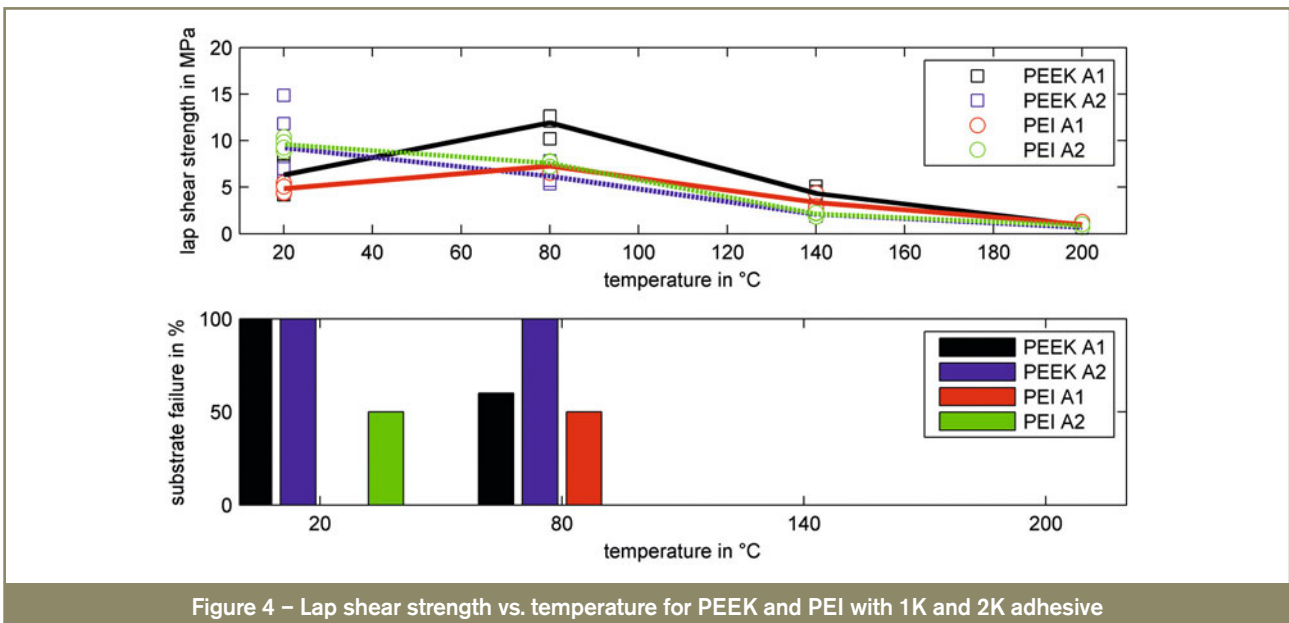 lap shear strength in MPa
20
15
10
5
0
20 40 60 80 100 120 140 160 180 200
temperature in °C
PEEK A1
PEEK A2
PEI A1
PEI A2
substrate failure in %
100
50
0
20 80 140 200
temperature in °C
PEEK A1
PEEK A2
PEI A1
PEI A2
Figure 4 – Lap shear strength vs. temperature for PEEK and PEI with 1K and 2K adhesive